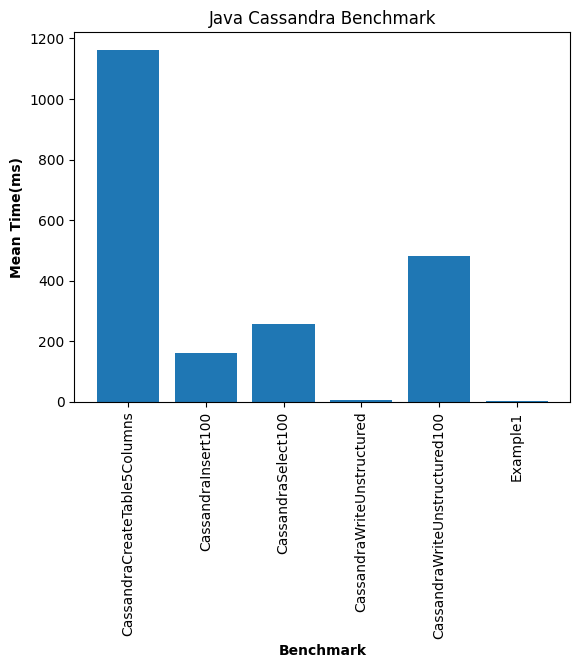 Java Cassandra Benchmark
1200
1000
800
600
400
200
0
Mean Time(ms)
CassandraCreateTable5Columns
CassandraInsert100
CassandraSelect100
CassandraWriteUnstructured
CassandraWriteUnstructured100
Example1
Benchmark